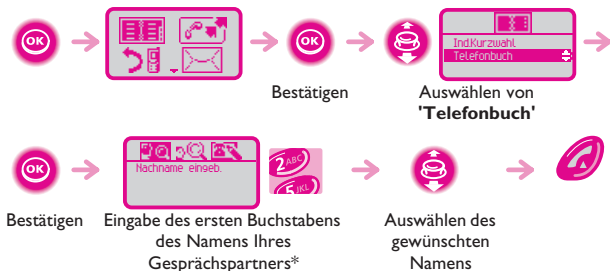 OK
OK
Ind.Kurzwahl
Telefonbuch
Bestätigen
Auswählen von
'Telefonbuch'
OK
Nachname eingeb.
2ABC
5JKL
Bestätigen
Eingabe des ersten Buchstabens
des Namens Ihres
Gesprächspartners*
Auswählen des
gewünschten
Namens